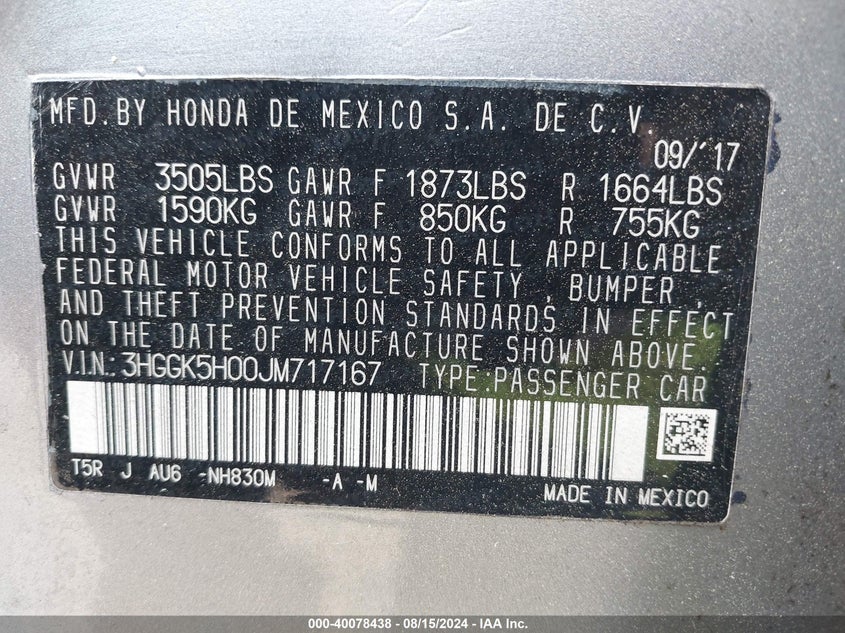 MFD.BY HONDA DE MEXICO S.A. DE C.V.
09/'17
GVWR 3505LBS GAWR F 1873LBS R 1664LBS
GVWR 1590KG GAWR F 850KG R 755KG
THIS VEHICLE CONFORMS TO ALL APPLICABLE
FEDERAL MOTOR VEHICLE SAFETY , BUMPER ,
AND THEFT PREVENTION STANDARDS IN EFFECT
ON THE DATE OF MANUFACTURE SHOWN ABOVE.
V.I.N.: 3HGGK5H00JM717167 TYPE:PASSENGER CAR
T5R J AU6 -NH830M -A -M -
MADE IN MEXICO
000-40078438 - 08/15/2024 - IAA Inc.